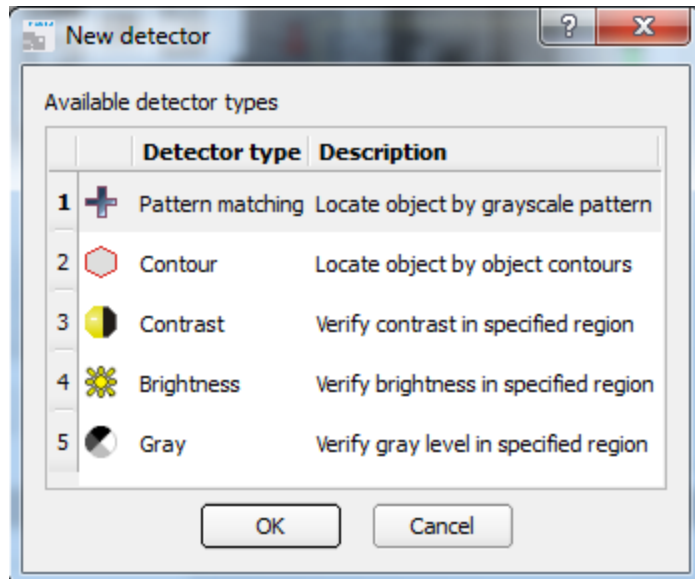 New detector
?
X
Available detector types
Detector type Description
1 Pattern matching Locate object by grayscale pattern
2 Contour Locate object by object contours
3 Contrast Verify contrast in specified region
4 Brightness Verify brightness in specified region
5 Gray Verify gray level in specified region
OK Cancel